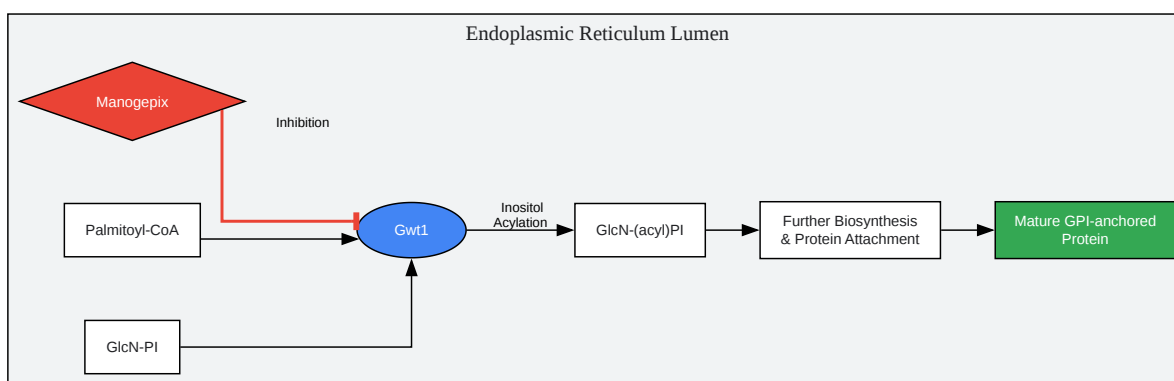 Endoplasmic Reticulum Lumen
Manogepix
Inhibition
Palmitoyl-CoA
Gwt1
Inositol
Acylation
GlcN-(acyl)PI
Further Biosynthesis
& Protein Attachment
Mature GPI-anchored
Protein
GlcN-PI